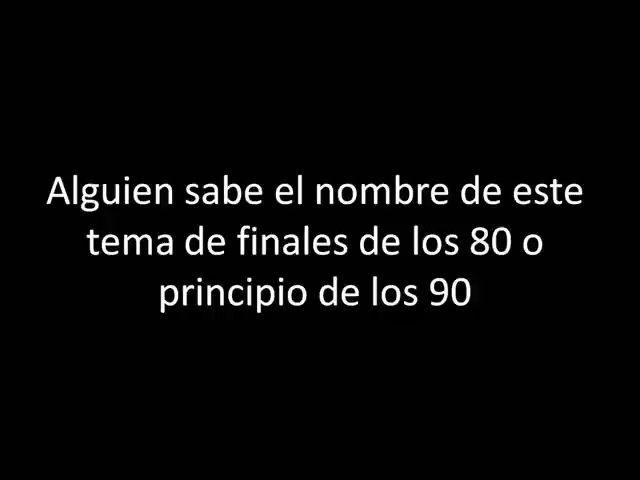 Alguien sabe el nombre de este
tema de finales de los 80 o
principio de los 90